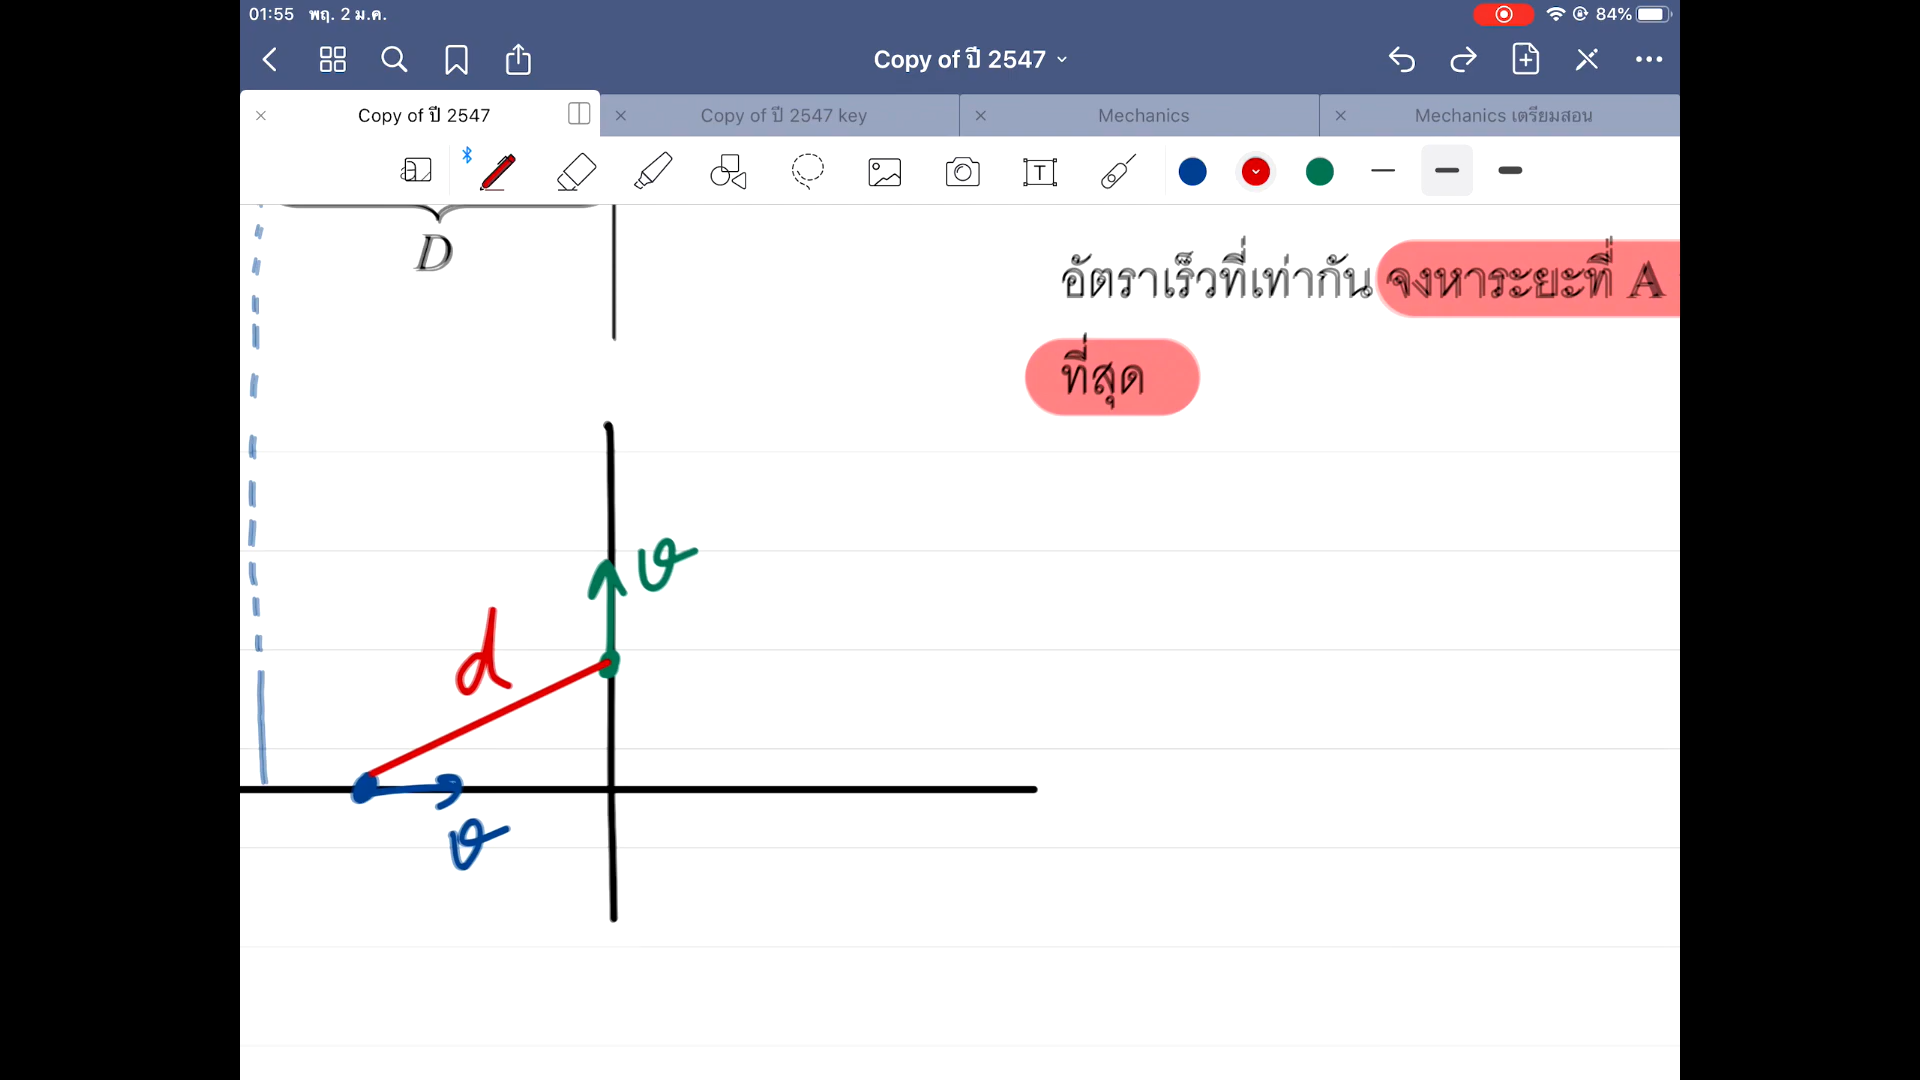 01:55 พฤ. 2 ม.ค.
84%
Copy of ปี 2547
Copy of ปี 2547
Copy of ปี 2547 key
Mechanics
Mechanics เตรียมสอน
T
D
อัตราเร็วที่เท่ากัน จงหาระยะที่ A
ที่สุด
v
d
v